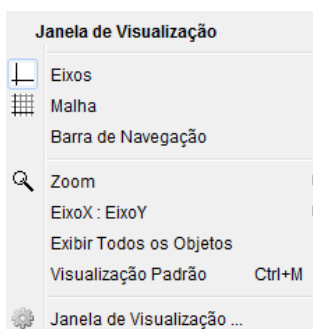 Janela de Visualização
Eixos
Malha
Barra de Navegação
Zoom
EixoX : EixoY
Exibir Todos os Objetos
Visualização Padrão Ctrl+M
Janela de Visualização ...